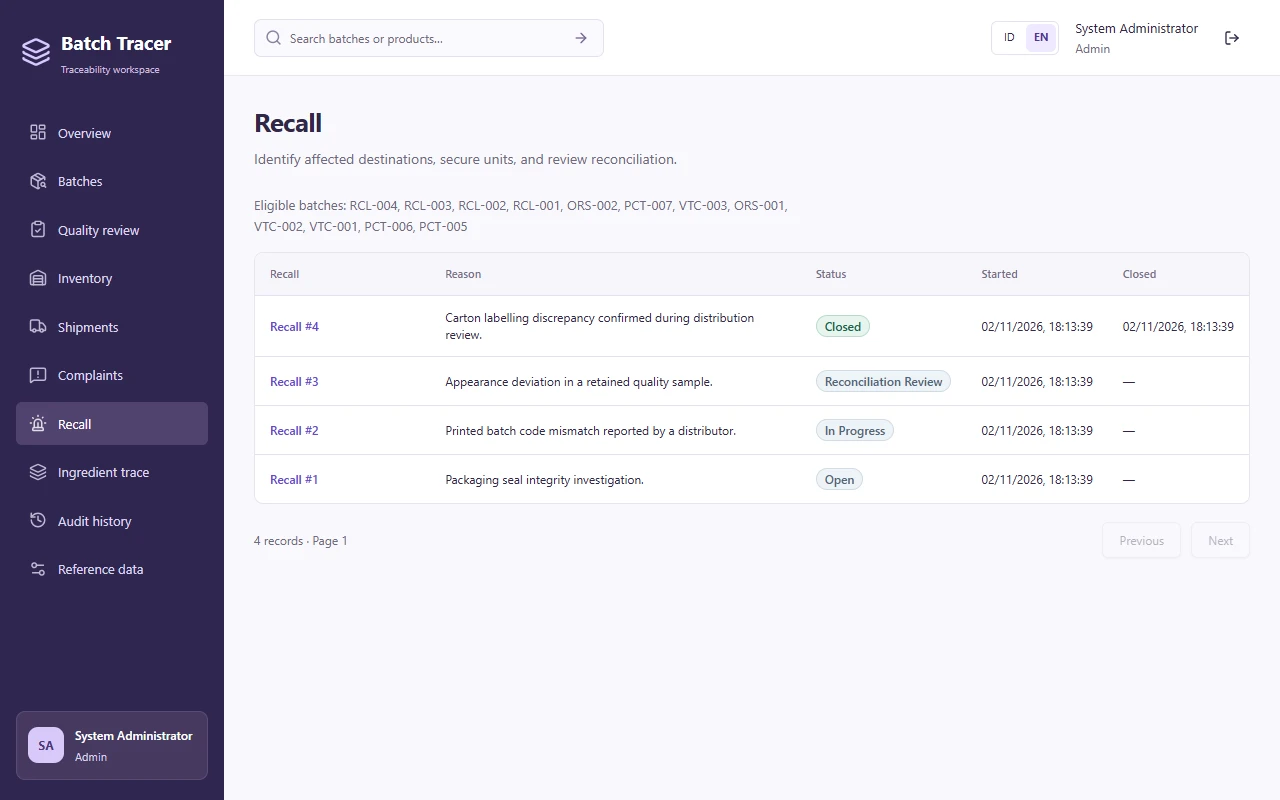 Batch Tracer
Traceability workspace
Overview
Batches
Quality review
Inventory
Shipments
Complaints
Recall
Ingredient trace
Audit history
Reference data
SA
System Administrator
Admin
Search batches or products...
ID EN
System Administrator
Admin
Recall
Identify affected destinations, secure units, and review reconciliation.
Eligible batches: RCL-004, RCL-003, RCL-002, RCL-001, ORS-002, PCT-007, VTC-003, ORS-001,
VTC-002, VTC-001, PCT-006, PCT-005
Recall Reason Status Started Closed
Recall #4 Carton labelling discrepancy confirmed during distribution
review. Closed 02/11/2026, 18:13:39 02/11/2026, 18:13:39
Recall #3 Appearance deviation in a retained quality sample. Reconciliation Review 02/11/2026, 18:13:39 —
Recall #2 Printed batch code mismatch reported by a distributor. In Progress 02/11/2026, 18:13:39 —
Recall #1 Packaging seal integrity investigation. Open 02/11/2026, 18:13:39 —
4 records · Page 1
Previous Next